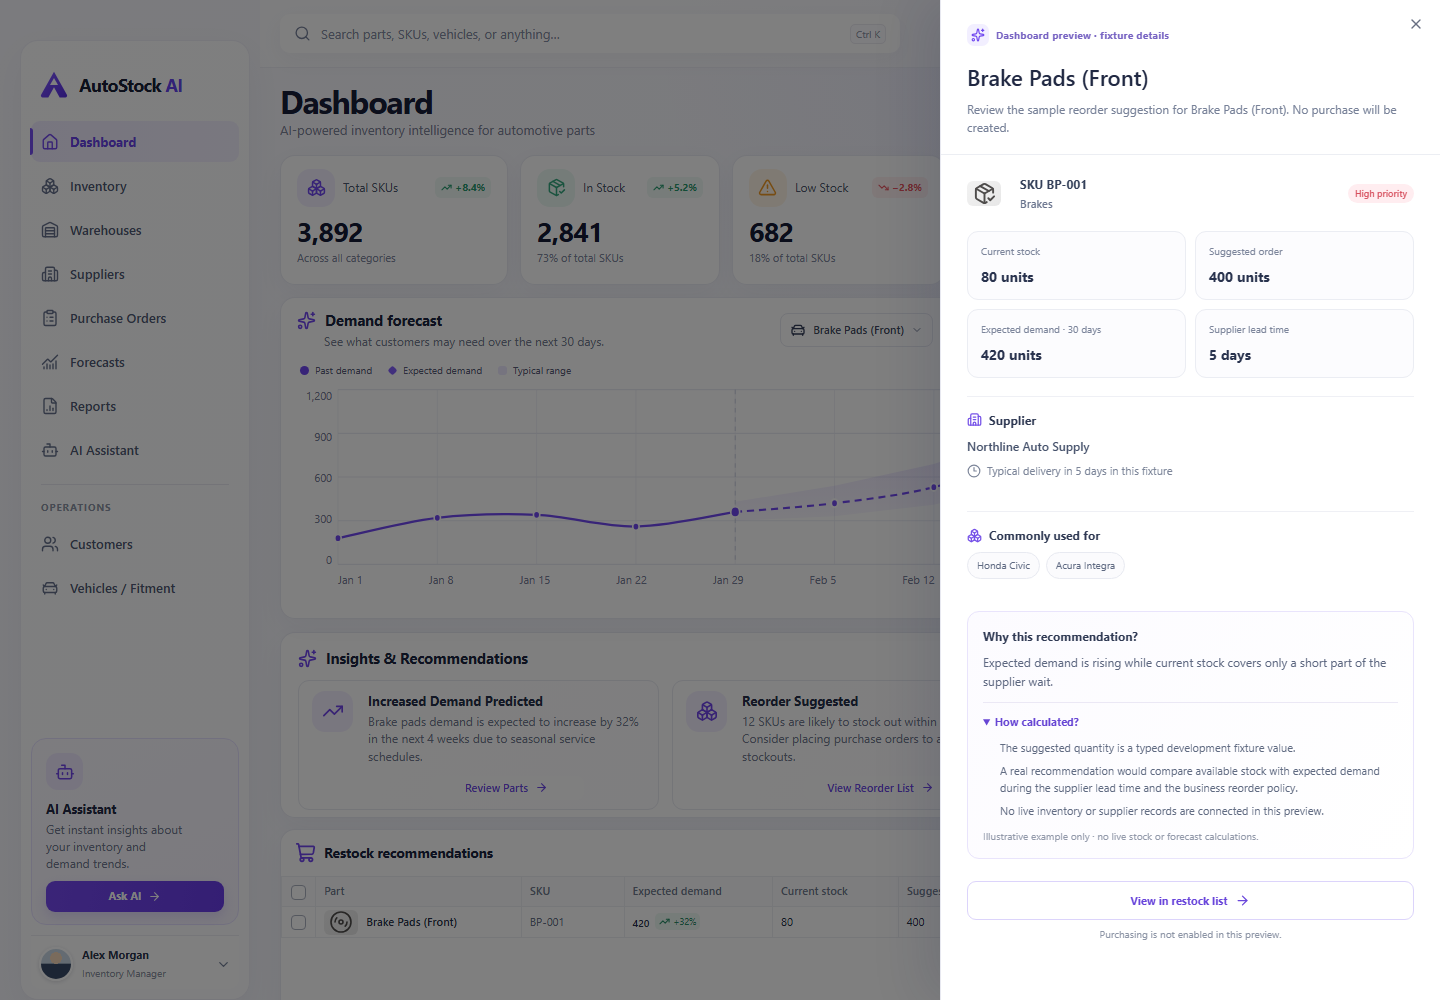 AutoStock AI
Dashboard
Inventory
Warehouses
Suppliers
Purchase Orders
Forecasts
Reports
AI Assistant
OPERATIONS
Customers
Vehicles / Fitment
AI Assistant
Get instant insights about
your inventory and
demand trends.
Ask AI
Alex Morgan
Inventory Manager
Search parts, SKUs, vehicles, or anything...
Ctrl K
Dashboard
AI-powered inventory intelligence for automotive parts
Total SKUs
+8.4%
3,892
Across all categories
In Stock
+5.2%
2,841
73% of total SKUs
Low Stock
−2.8%
682
18% of total SKUs
Demand forecast
See what customers may need over the next 30 days.
Brake Pads (Front)
Past demand
Expected demand
Typical range
1,200
900
600
300
0
Jan 1
Jan 8
Jan 15
Jan 22
Jan 29
Feb 5
Feb 12
Insights & Recommendations
Increased Demand Predicted
Brake pads demand is expected to increase by 32%
in the next 4 weeks due to seasonal service
schedules.
Review Parts
Reorder Suggested
12 SKUs are likely to stock out within
Consider placing purchase orders to a
stockouts.
View Reorder List
Restock recommendations
Part SKU Expected demand Current stock Sugges
Brake Pads (Front) BP-001 420 +32% 80 400
Dashboard preview · fixture details
Brake Pads (Front)
Review the sample reorder suggestion for Brake Pads (Front). No purchase will be
created.
SKU BP-001
Brakes
High priority
Current stock
80 units
Suggested order
400 units
Expected demand · 30 days
420 units
Supplier lead time
5 days
Supplier
Northline Auto Supply
Typical delivery in 5 days in this fixture
Commonly used for
Honda Civic
Acura Integra
Why this recommendation?
Expected demand is rising while current stock covers only a short part of the
supplier wait.
How calculated?
The suggested quantity is a typed development fixture value.
A real recommendation would compare available stock with expected demand
during the supplier lead time and the business reorder policy.
No live inventory or supplier records are connected in this preview.
Illustrative example only · no live stock or forecast calculations.
View in restock list
Purchasing is not enabled in this preview.